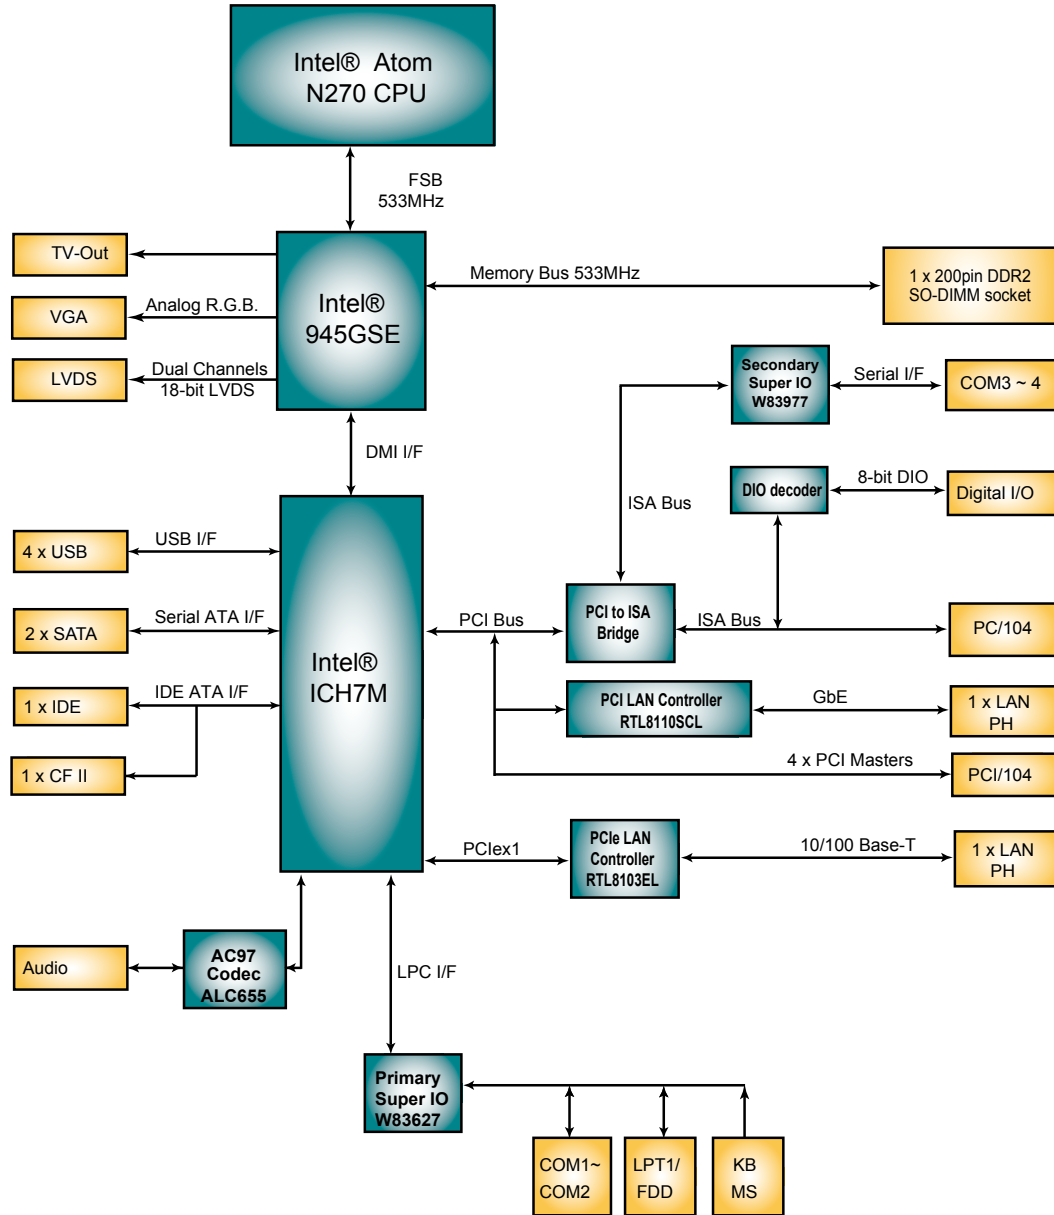 Intel® Atom
N270 CPU
FSB
533MHz
TV-Out
Analog R.G.B.
VGA
Dual Channels
18-bit LVDS
LVDS
Intel®
945GSE
Memory Bus 533MHz
1 x 200pin DDR2
SO-DIMM socket
Secondary
Super IO
W83977
Serial I/F
COM3 ~ 4
DMI I/F
ISA Bus
DIO decoder
8-bit DIO
Digital I/O
4 x USB
USB I/F
2 x SATA
Serial ATA I/F
1 x IDE
IDE ATA I/F
1 x CF II
Intel®
ICH7M
PCI Bus
PCI to ISA
Bridge
ISA Bus
PC/104
PCI LAN Controller
RTL8110SCL
GbE
1 x LAN
PH
4 x PCI Masters
PCI/104
PCIex1
PCIe LAN
Controller
RTL8103EL
10/100 Base-T
1 x LAN
PH
Audio
AC97
Codec
ALC655
LPC I/F
Primary
Super IO
W83627
COM1~
COM2
LPT1/
FDD
KB
MS